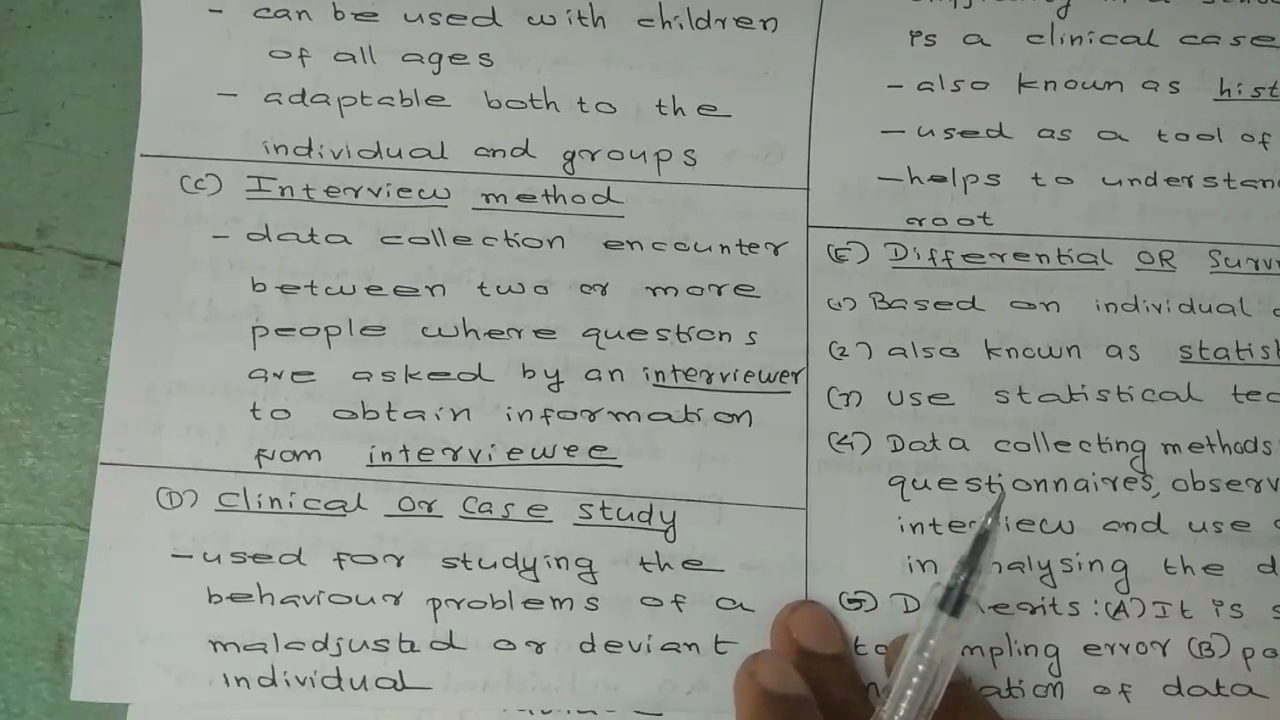 - can be used with children
of all ages
- adaptable both to the
individual and groups
(C) Interview method
- data collection encounter
between two or more
people where questions
are asked by an interviewer
to obtain information
from interviewee
(D) Clinical or Case study
- used for studying the
behaviour problems of a
maladjusted or deviant
individual
is a clinical case
- also known as
- used as a tool of
- helps to
root
(E) Differential OR
(1) Based on individual
(2) also known as
(3) use statistical
(4) Data collecting methods
questionnaires,
and use
in the
(5) : (A) It is
error (B)
of data